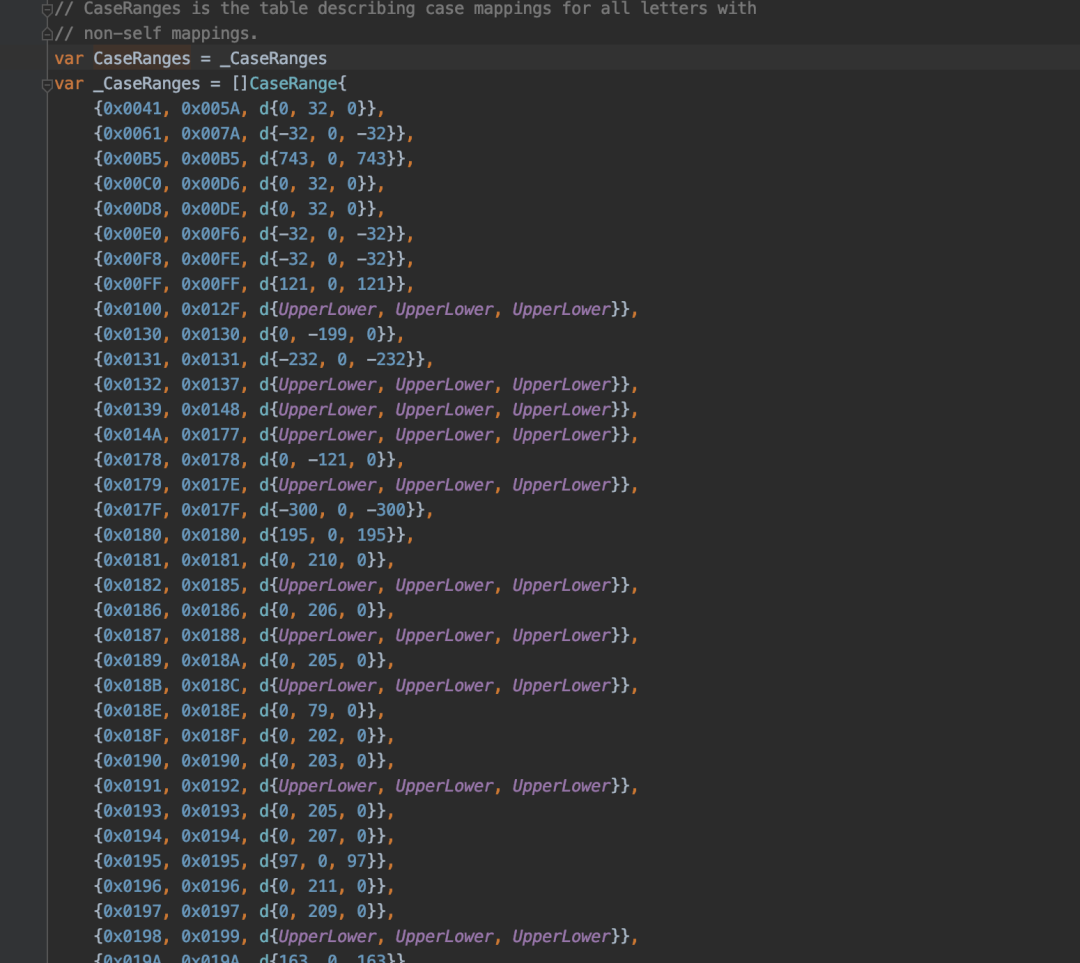 // CaseRanges is the table describing case mappings for all letters with
// non-self mappings.
var CaseRanges = _CaseRanges
var _CaseRanges = []CaseRange{
{0x0041, 0x005A, d{0, 32, 0}},
{0x0061, 0x007A, d{-32, 0, -32}},
{0x00B5, 0x00B5, d{743, 0, 743}},
{0x00C0, 0x00D6, d{0, 32, 0}},
{0x00D8, 0x00DE, d{0, 32, 0}},
{0x00E0, 0x00F6, d{-32, 0, -32}},
{0x00F8, 0x00FE, d{-32, 0, -32}},
{0x00FF, 0x00FF, d{121, 0, 121}},
{0x0100, 0x012F, d{UpperLower, UpperLower, UpperLower}},
{0x0130, 0x0130, d{0, -199, 0}},
{0x0131, 0x0131, d{-232, 0, -232}},
{0x0132, 0x0137, d{UpperLower, UpperLower, UpperLower}},
{0x0139, 0x0148, d{UpperLower, UpperLower, UpperLower}},
{0x014A, 0x0177, d{UpperLower, UpperLower, UpperLower}},
{0x0178, 0x0178, d{0, -121, 0}},
{0x0179, 0x017E, d{UpperLower, UpperLower, UpperLower}},
{0x017F, 0x017F, d{-300, 0, -300}},
{0x0180, 0x0180, d{195, 0, 195}},
{0x0181, 0x0181, d{0, 210, 0}},
{0x0182, 0x0185, d{UpperLower, UpperLower, UpperLower}},
{0x0186, 0x0186, d{0, 206, 0}},
{0x0187, 0x0188, d{UpperLower, UpperLower, UpperLower}},
{0x0189, 0x018A, d{0, 205, 0}},
{0x018B, 0x018C, d{UpperLower, UpperLower, UpperLower}},
{0x018E, 0x018E, d{0, 79, 0}},
{0x018F, 0x018F, d{0, 202, 0}},
{0x0190, 0x0190, d{0, 203, 0}},
{0x0191, 0x0192, d{UpperLower, UpperLower, UpperLower}},
{0x0193, 0x0193, d{0, 205, 0}},
{0x0194, 0x0194, d{0, 207, 0}},
{0x0195, 0x0195, d{97, 0, 97}},
{0x0196, 0x0196, d{0, 211, 0}},
{0x0197, 0x0197, d{0, 209, 0}},
{0x0198, 0x0199, d{UpperLower, UpperLower, UpperLower}},
{0x019A, 0x019A, d{163, 0, 163}}